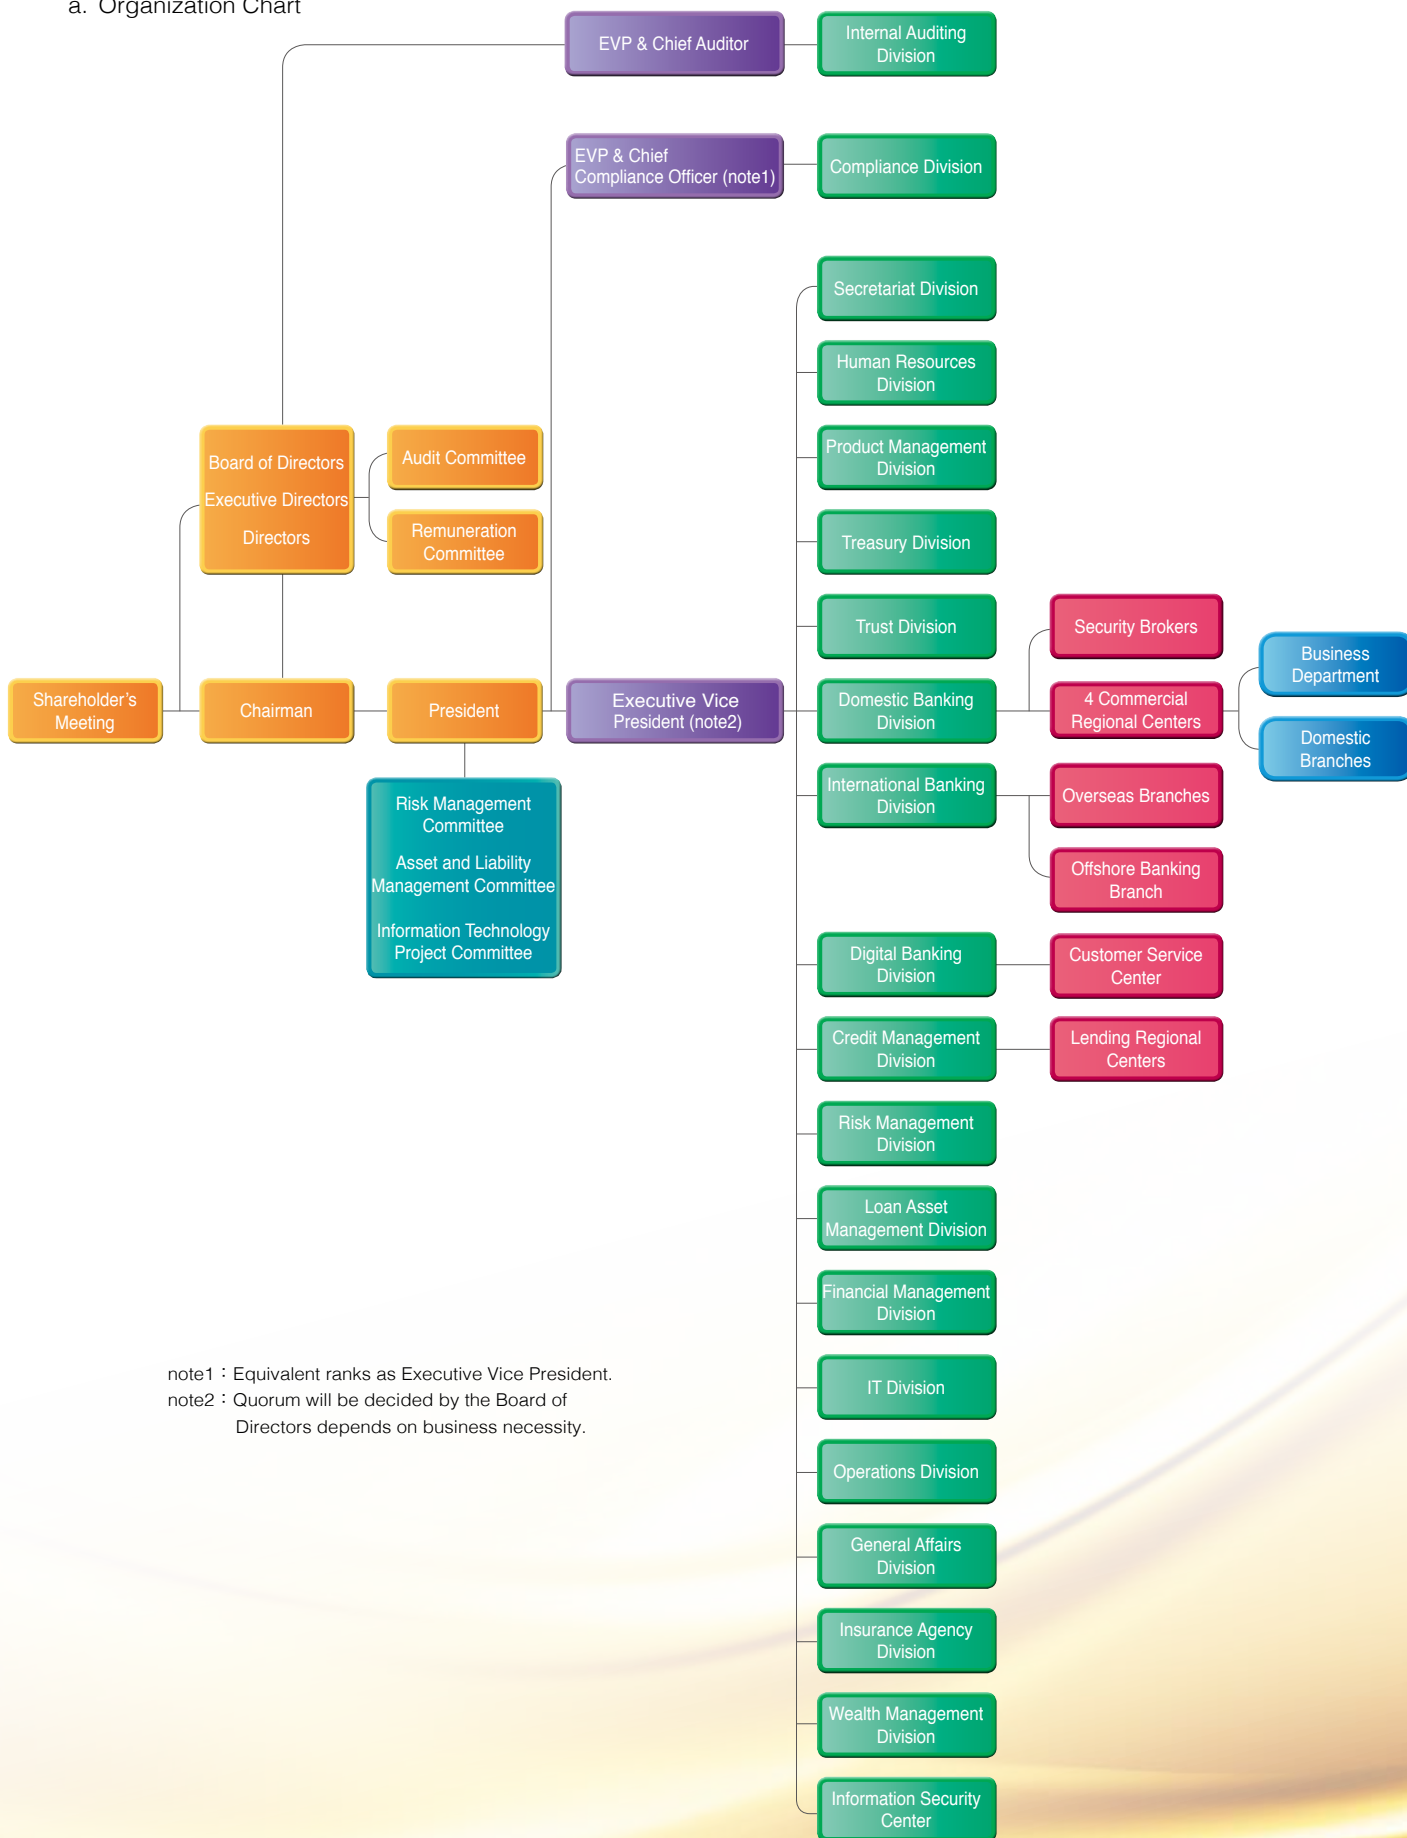 a. Organization Chart
EVP & Chief Auditor
Internal Auditing
Division
EVP & Chief
Compliance Officer (note1)
Compliance Division
Secretariat Division
Human Resources
Division
Product Management
Division
Treasury Division
Trust Division
Board of Directors
Executive Directors
Directors
Audit Committee
Remuneration
Committee
Shareholder's
Meeting
Chairman
President
Executive Vice
President (note2)
Domestic Banking
Division
Security Brokers
4 Commercial
Regional Centers
Business
Department
Domestic
Branches
Risk Management
Committee
Asset and Liability
Management Committee
Information Technology
Project Committee
International Banking
Division
Overseas Branches
Offshore Banking
Branch
Digital Banking
Division
Customer Service
Center
Credit Management
Division
Lending Regional
Centers
Risk Management
Division
Loan Asset
Management Division
Financial Management
Division
IT Division
Operations Division
General Affairs
Division
Insurance Agency
Division
Wealth Management
Division
Information Security
Center
note1：Equivalent ranks as Executive Vice President.
note2：Quorum will be decided by the Board of
Directors depends on business necessity.